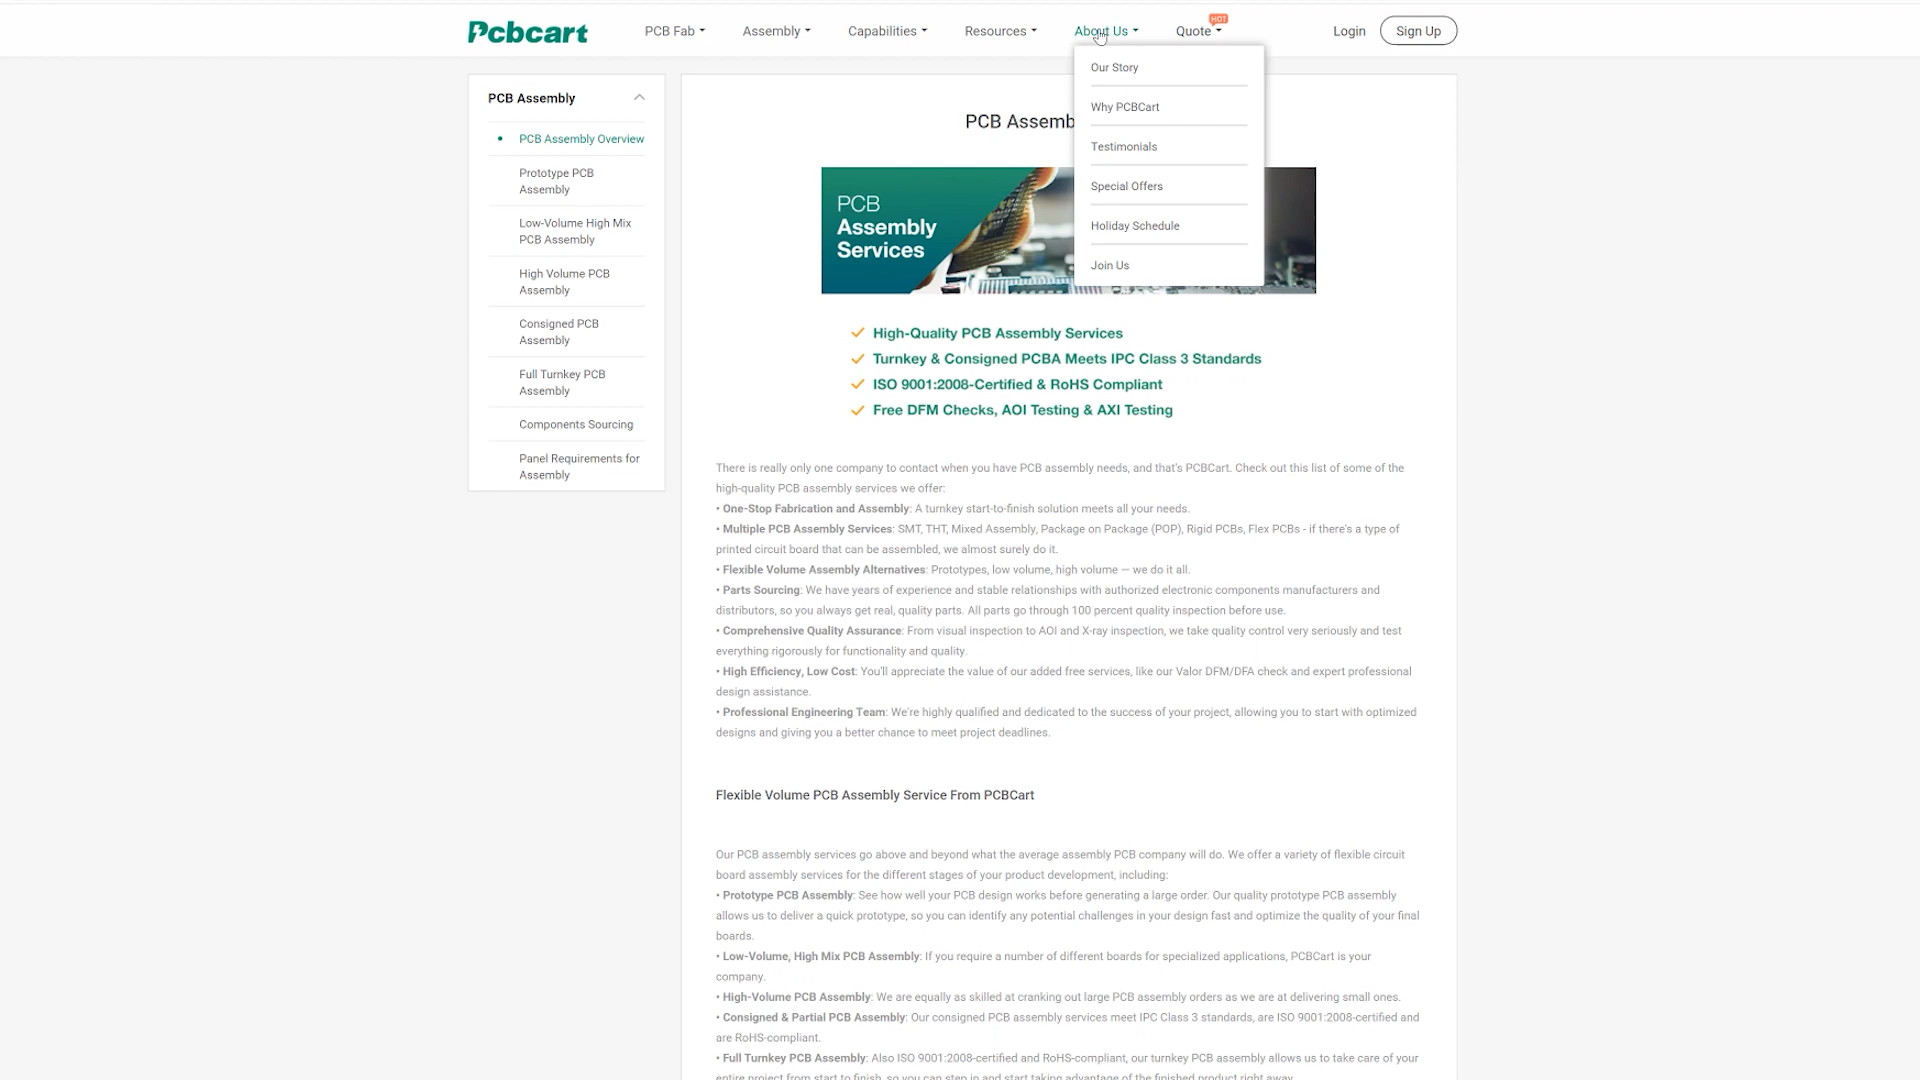 Pcbcart
PCB Fab
Assembly
Capabilities
Resources
About Us
Quote
HOT
Login
Sign Up
Our Story
Why PCBCart
Testimonials
Special Offers
Holiday Schedule
Join Us
PCB Assembly
PCB Assembly Overview
Prototype PCB
Assembly
Low-Volume High Mix
PCB Assembly
High Volume PCB
Assembly
Consigned PCB
Assembly
Full Turnkey PCB
Assembly
Components Sourcing
Panel Requirements for
Assembly
PCB Assemb
PCB
Assembly
Services
High-Quality PCB Assembly Services
Turnkey & Consigned PCBA Meets IPC Class 3 Standards
ISO 9001:2008-Certified & RoHS Compliant
Free DFM Checks, AOI Testing & AXI Testing
There is really only one company to contact when you have PCB assembly needs, and that's PCBCart. Check out this list of some of the
high-quality PCB assembly services we offer:
• One-Stop Fabrication and Assembly: A turnkey start-to-finish solution meets all your needs.
• Multiple PCB Assembly Services: SMT, THT, Mixed Assembly, Package on Package (POP), Rigid PCBs, Flex PCBs - if there's a type of
printed circuit board that can be assembled, we almost surely do it.
• Flexible Volume Assembly Alternatives: Prototypes, low volume, high volume — we do it all.
• Parts Sourcing: We have years of experience and stable relationships with authorized electronic components manufacturers and
distributors, so you always get real, quality parts. All parts go through 100 percent quality inspection before use.
• Comprehensive Quality Assurance: From visual inspection to AOI and X-ray inspection, we take quality control very seriously and test
everything rigorously for functionality and quality.
• High Efficiency, Low Cost: You'll appreciate the value of our added free services, like our Valor DFM/DFA check and expert professional
design assistance.
• Professional Engineering Team: We're highly qualified and dedicated to the success of your project, allowing you to start with optimized
designs and giving you a better chance to meet project deadlines.
Flexible Volume PCB Assembly Service From PCBCart
Our PCB assembly services go above and beyond what the average assembly PCB company will do. We offer a variety of flexible circuit
board assembly services for the different stages of your product development, including:
• Prototype PCB Assembly: See how well your PCB design works before generating a large order. Our quality prototype PCB assembly
allows us to deliver a quick prototype, so you can identify any potential challenges in your design fast and optimize the quality of your final
boards.
• Low-Volume, High Mix PCB Assembly: If you require a number of different boards for specialized applications, PCBCart is your
company.
• High-Volume PCB Assembly: We are equally as skilled at cranking out large PCB assembly orders as we are at delivering small ones.
• Consigned & Partial PCB Assembly: Our consigned PCB assembly services meet IPC Class 3 standards, are ISO 9001:2008-certified and
are RoHS-compliant.
• Full Turnkey PCB Assembly: Also ISO 9001:2008-certified and RoHS-compliant, our turnkey PCB assembly allows us to take care of your
entire project from start to finish, so you can step in and start taking advantage of the finished product right away.